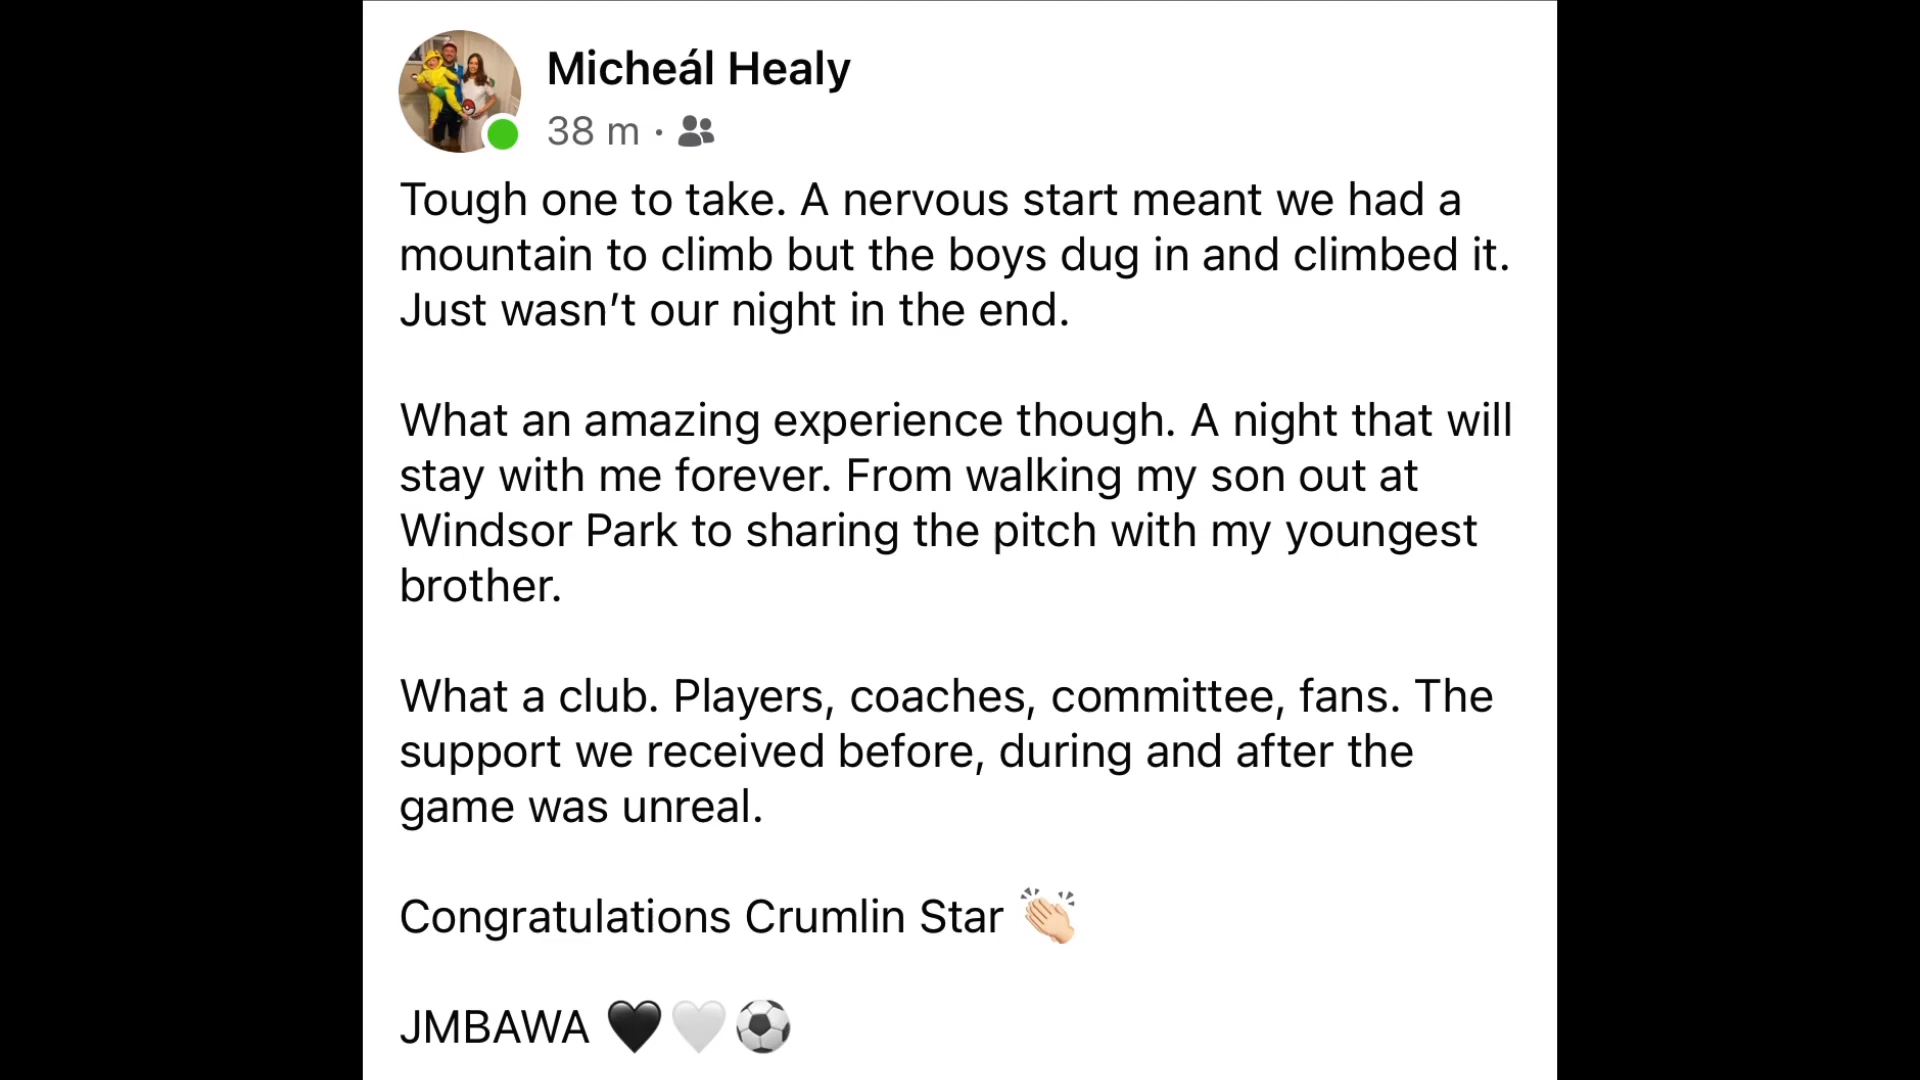 Micheál Healy
38 m ·
Tough one to take. A nervous start meant we had a
mountain to climb but the boys dug in and climbed it.
Just wasn’t our night in the end.
What an amazing experience though. A night that will
stay with me forever. From walking my son out at
Windsor Park to sharing the pitch with my youngest
brother.
What a club. Players, coaches, committee, fans. The
support we received before, during and after the
game was unreal.
Congratulations Crumlin Star 👏🏻
JMBAWA 🖤🤍⚽